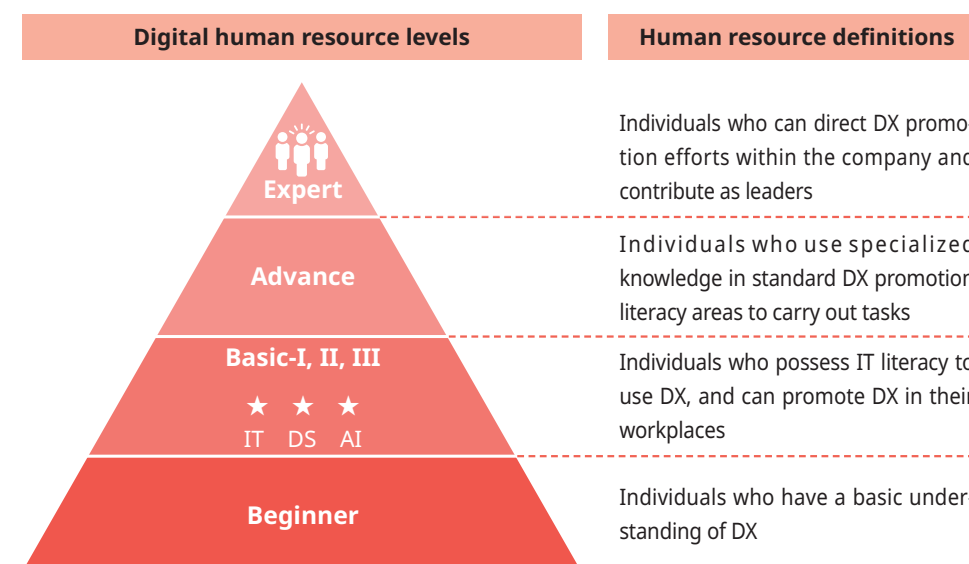 Digital human resource levels
Human resource definitions
Expert
Individuals who can direct DX promo-
tion efforts within the company and
contribute as leaders
Advance
Individuals who use specialized
knowledge in standard DX promotion
literacy areas to carry out tasks
Basic-I, II, III
★ ★ ★
IT DS AI
Individuals who possess IT literacy to
use DX, and can promote DX in their
workplaces
Beginner
Individuals who have a basic under-
standing of DX